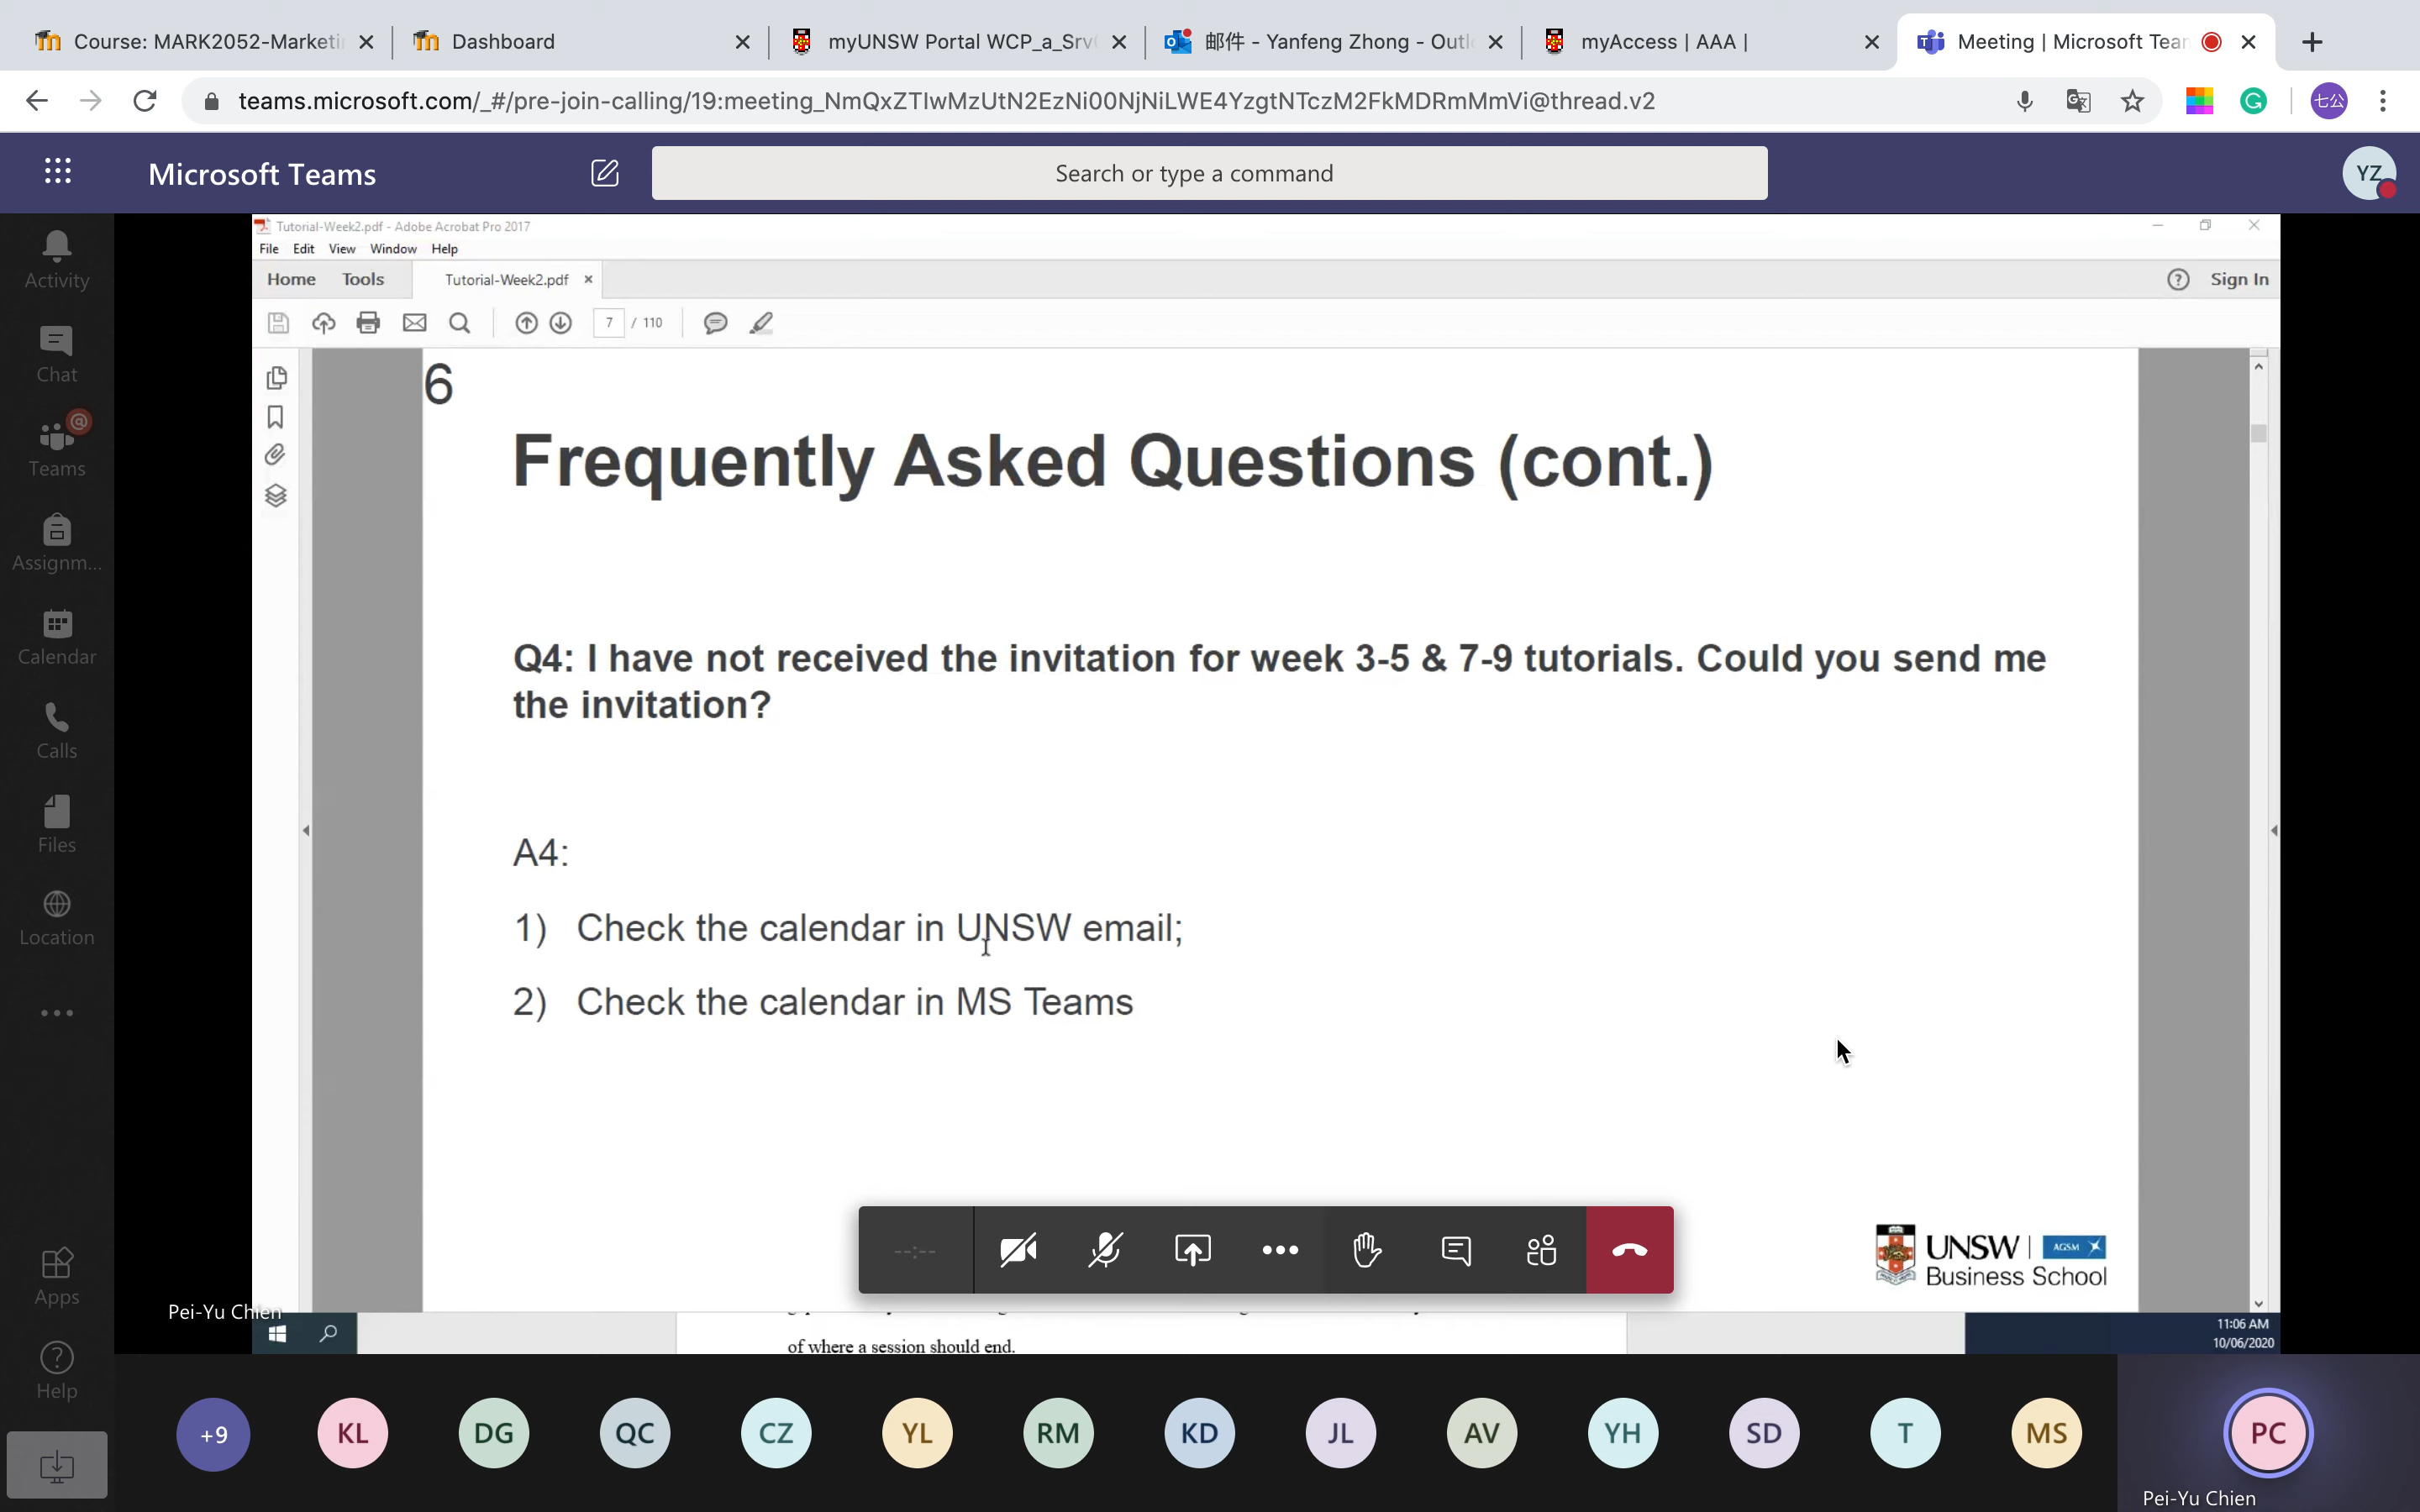 Course: MARK2052-Marketi
Dashboard
myUNSW Portal WCP_a_Srv
邮件 - Yanfeng Zhong - Outl
myAccess | AAA |
Meeting | Microsoft Tea
teams.microsoft.com/_#/pre-join-calling/19:meeting_NmQxZTIwMzUtN2EzNi00NjNiLWE4YzgtNTczM2FkMDRmMmVi@thread.v2
七公
Microsoft Teams
Search or type a command
YZ
Activity
Chat
Teams
Assignm...
Calendar
Calls
Files
Location
Apps
Help
Tutorial-Week2.pdf - Adobe Acrobat Pro 2017
File Edit View Window Help
Home Tools Tutorial-Week2.pdf
Sign In
7 / 110
6
Frequently Asked Questions (cont.)
Q4: I have not received the invitation for week 3-5 & 7-9 tutorials. Could you send me
the invitation?
A4:
1) Check the calendar in UNSW email;
2) Check the calendar in MS Teams
--:--
UNSW | AGSM
Business School
Pei-Yu Chien
of where a session should end.
11:06 AM
10/06/2020
+9 KL DG QC CZ YL RM KD JL AV YH SD T MS PC
Pei-Yu Chien